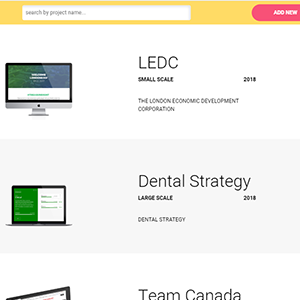 search by project name...
ADD NEW
LEDC
SMALL SCALE 2018
THE LONDON ECONOMIC DEVELOPMENT
CORPORATION
Dental Strategy
LARGE SCALE 2018
DENTAL STRATEGY
Team Canada